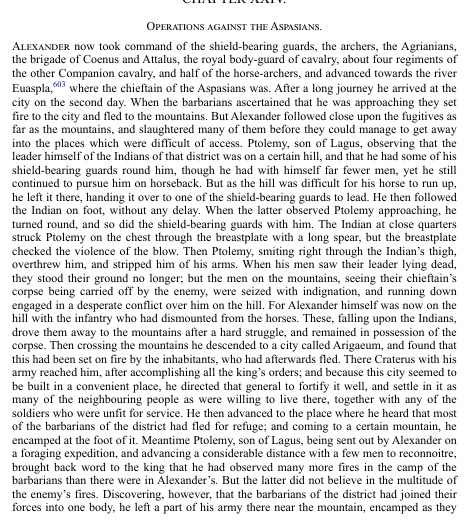 CHAPTER XXIV.
OPERATIONS AGAINST THE ASPASIANS.
ALEXANDER now took command of the shield-bearing guards, the archers, the Agrianians,
the brigade of Coenus and Attalus, the royal body-guard of cavalry, about four regiments of
the other Companion cavalry, and half of the horse-archers, and advanced towards the river
Euaspla,603 where the chieftain of the Aspasians was. After a long journey he arrived at the
city on the second day. When the barbarians ascertained that he was approaching they set
fire to the city and fled to the mountains. But Alexander followed close upon the fugitives as
far as the mountains, and slaughtered many of them before they could manage to get away
into the places which were difficult of access. Ptolemy, son of Lagus, observing that the
leader himself of the Indians of that district was on a certain hill, and that he had some of his
shield-bearing guards round him, though he had with himself far fewer men, yet he still
continued to pursue him on horseback. But as the hill was difficult for his horse to run up,
he left it there, handing it over to one of the shield-bearing guards to lead. He then followed
the Indian on foot, without any delay. When the latter observed Ptolemy approaching, he
turned round, and so did the shield-bearing guards with him. The Indian at close quarters
struck Ptolemy on the chest through the breastplate with a long spear, but the breastplate
checked the violence of the blow. Then Ptolemy, smiting right through the Indian's thigh,
overthrew him, and stripped him of his arms. When his men saw their leader lying dead,
they stood their ground no longer; but the men on the mountains, seeing their chieftain's
corpse being carried off by the enemy, were seized with indignation, and running down
engaged in a desperate conflict over him on the hill. For Alexander himself was now on the
hill with the infantry who had dismounted from the horses. These, falling upon the Indians,
drove them away to the mountains after a hard struggle, and remained in possession of the
corpse. Then crossing the mountains he descended to a city called Arigaeum, and found that
this had been set on fire by the inhabitants, who had afterwards fled. There Craterus with his
army reached him, after accomplishing all the king's orders; and because this city seemed to
be built in a convenient place, he directed that general to fortify it well, and settle in it as
many of the neighbouring people as were willing to live there, together with any of the
soldiers who were unfit for service. He then advanced to the place where he heard that most
of the barbarians of the district had fled for refuge; and coming to a certain mountain, he
encamped at the foot of it. Meantime Ptolemy, son of Lagus, being sent out by Alexander on
a foraging expedition, and advancing a considerable distance with a few men to reconnoitre,
brought back word to the king that he had observed many more fires in the camp of the
barbarians than there were in Alexander's. But the latter did not believe in the multitude of
the enemy's fires. Discovering, however, that the barbarians of the district had joined their
forces into one body, he left a part of his army there near the mountain, encamped as they